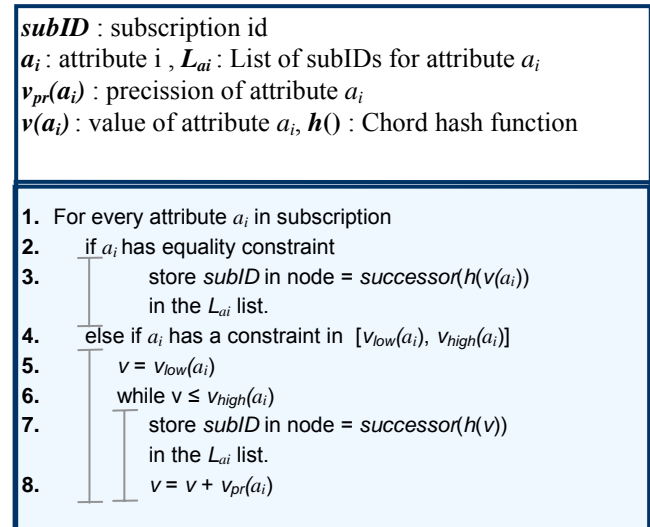 subID : subscription id
ai : attribute i , Lai : List of subIDs for attribute ai
vpr(ai) : precission of attribute ai
v(ai) : value of attribute ai, h() : Chord hash function
1. For every attribute ai in subscription
2. if ai has equality constraint
3. store subID in node = successor(h(v(ai))
in the Lai list.
4. else if ai has a constraint in [vlow(ai), vhigh(ai)]
5. v = vlow(ai)
6. while v ≤ vhigh(ai)
7. store subID in node = successor(h(v))
in the Lai list.
8. v = v + vpr(ai)